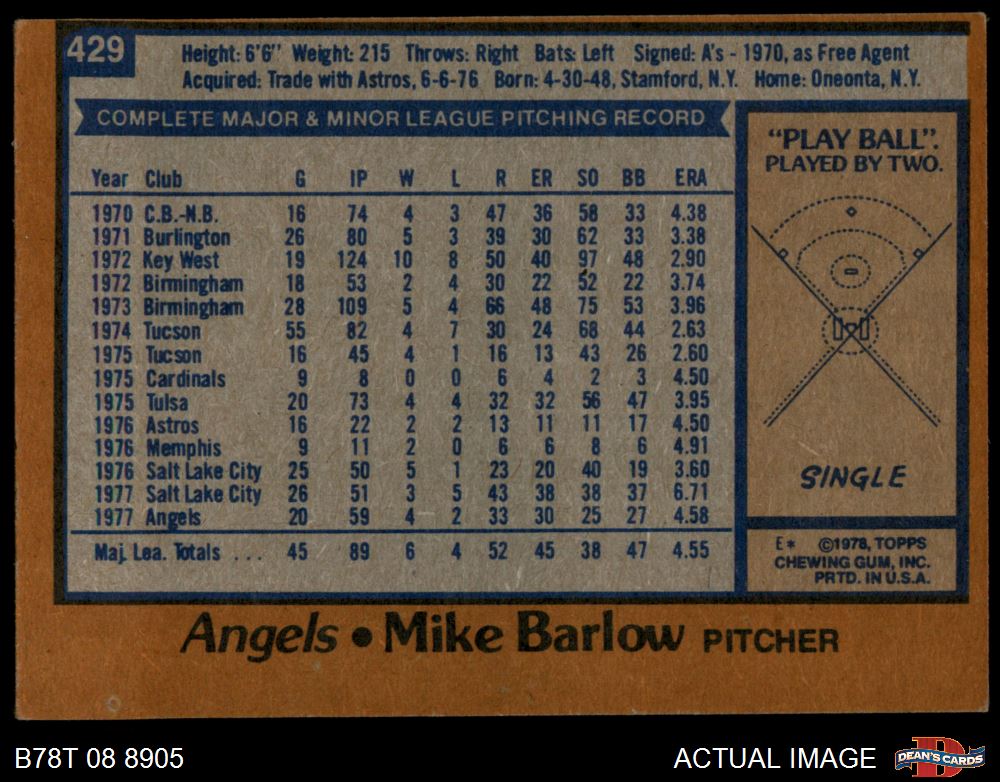 429
Height: 6'6" Weight: 215 Throws: Right Bats: Left Signed: A's - 1970, as Free Agent
Acquired: Trade with Astros, 6-6-76 Born: 4-30-48, Stamford, N.Y. Home: Oneonta, N.Y.
COMPLETE MAJOR & MINOR LEAGUE PITCHING RECORD
Year Club G IP W L R ER SO BB ERA
1970 C.B.-N.B. 16 74 4 3 47 36 58 33 4.38
1971 Burlington 26 80 5 3 39 30 62 33 3.38
1972 Key West 19 124 10 8 50 40 97 48 2.90
1972 Birmingham 18 53 2 4 30 22 52 22 3.74
1973 Birmingham 28 109 5 4 66 48 75 53 3.96
1974 Tucson 55 82 4 7 30 24 68 44 2.63
1975 Tucson 16 45 4 1 16 13 43 26 2.60
1975 Cardinals 9 8 0 0 6 4 2 3 4.50
1975 Tulsa 20 73 4 4 32 32 56 47 3.95
1976 Astros 16 22 2 2 13 11 11 17 4.50
1976 Memphis 9 11 2 0 6 6 8 6 4.91
1976 Salt Lake City 25 50 5 1 23 20 40 19 3.60
1977 Salt Lake City 26 51 3 5 43 38 38 37 6.71
1977 Angels 20 59 4 2 33 30 25 27 4.58
Maj. Lea. Totals ... 45 89 6 4 52 45 38 47 4.55
"PLAY BALL".
PLAYED BY TWO.
SINGLE
E* ©1978, TOPPS
CHEWING GUM, INC.
PRTD. IN U.S.A.
Angels • Mike Barlow PITCHER
B78T 08 8905
ACTUAL IMAGE
D
DEAN'S CARDS